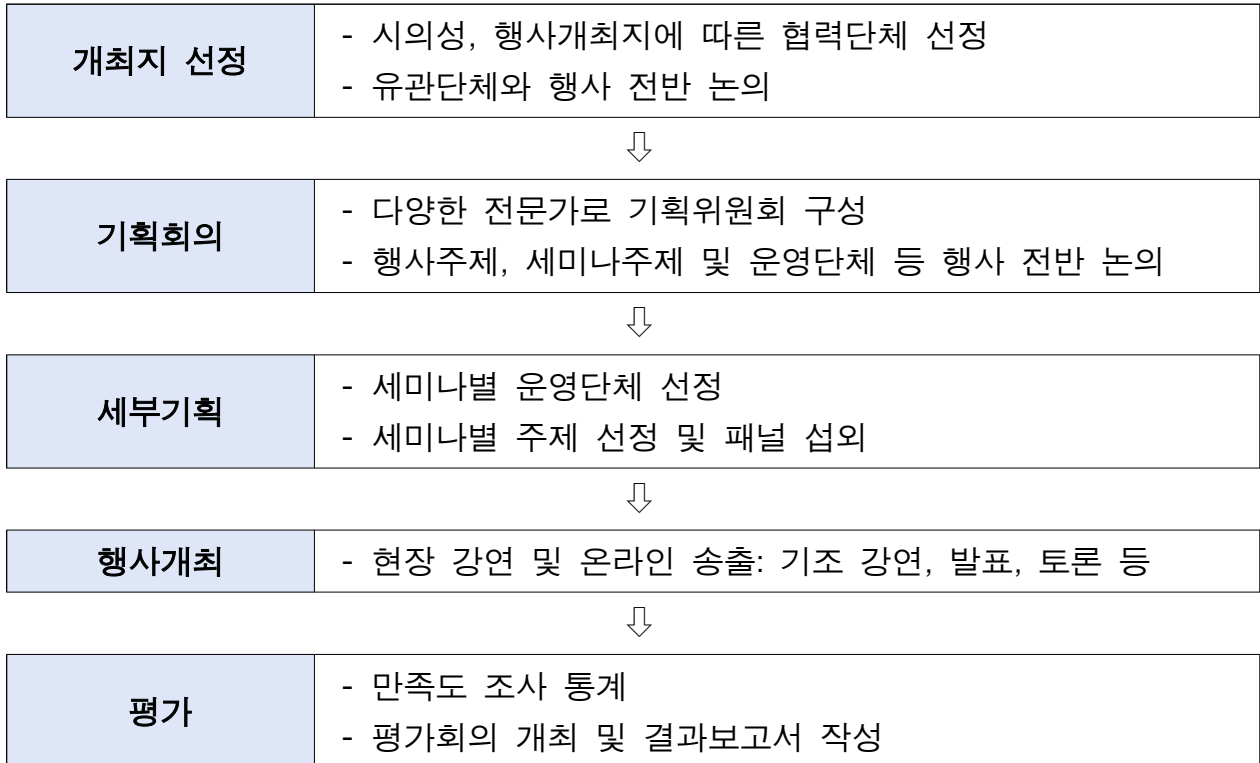 개최지 선정
- 시의성, 행사개최지에 따른 협력단체 선정
- 유관단체와 행사 전반 논의
⇩
기획회의
- 다양한 전문가로 기획위원회 구성
- 행사주제, 세미나주제 및 운영단체 등 행사 전반 논의
⇩
세부기획
- 세미나별 운영단체 선정
- 세미나별 주제 선정 및 패널 섭외
⇩
행사개최
- 현장 강연 및 온라인 송출: 기조 강연, 발표, 토론 등
⇩
평가
- 만족도 조사 통계
- 평가회의 개최 및 결과보고서 작성